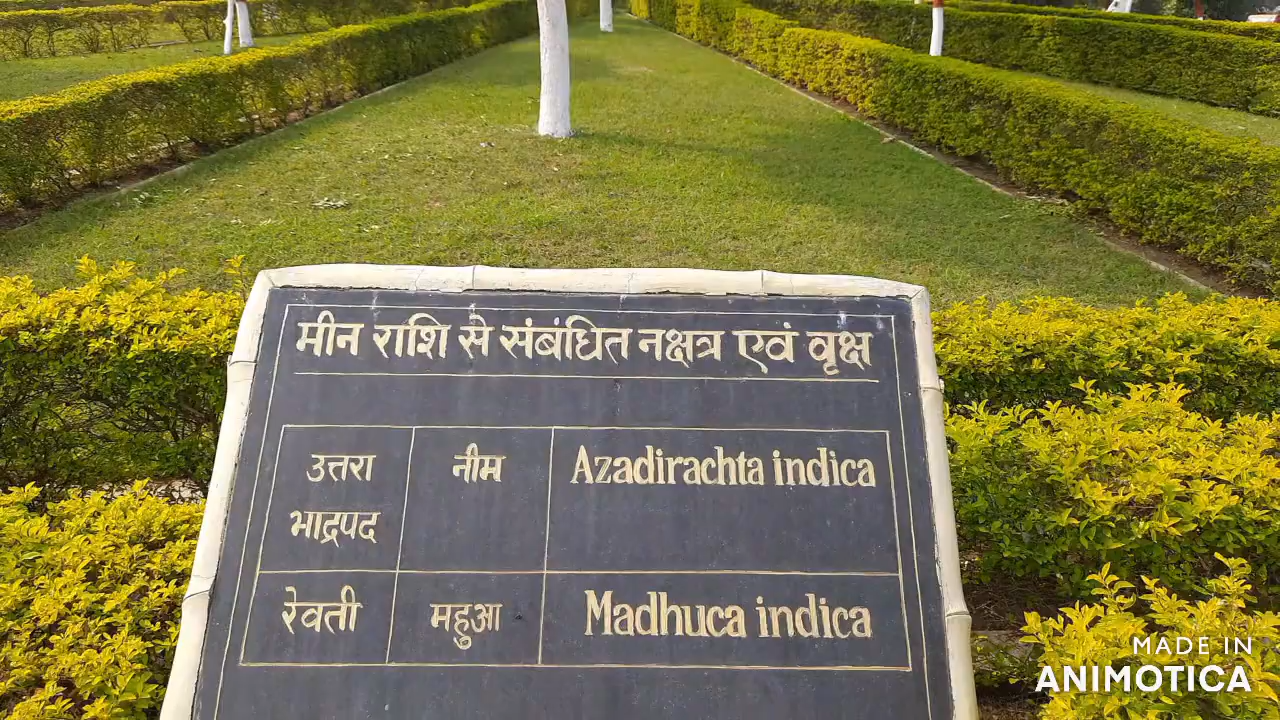 मीन राशि से संबंधित नक्षत्र एवं वृक्ष
उत्तरा भाद्रपद नीम Azadirachta indica
रेवती महुआ Madhuca indica
MADE IN
ANIMOTICA